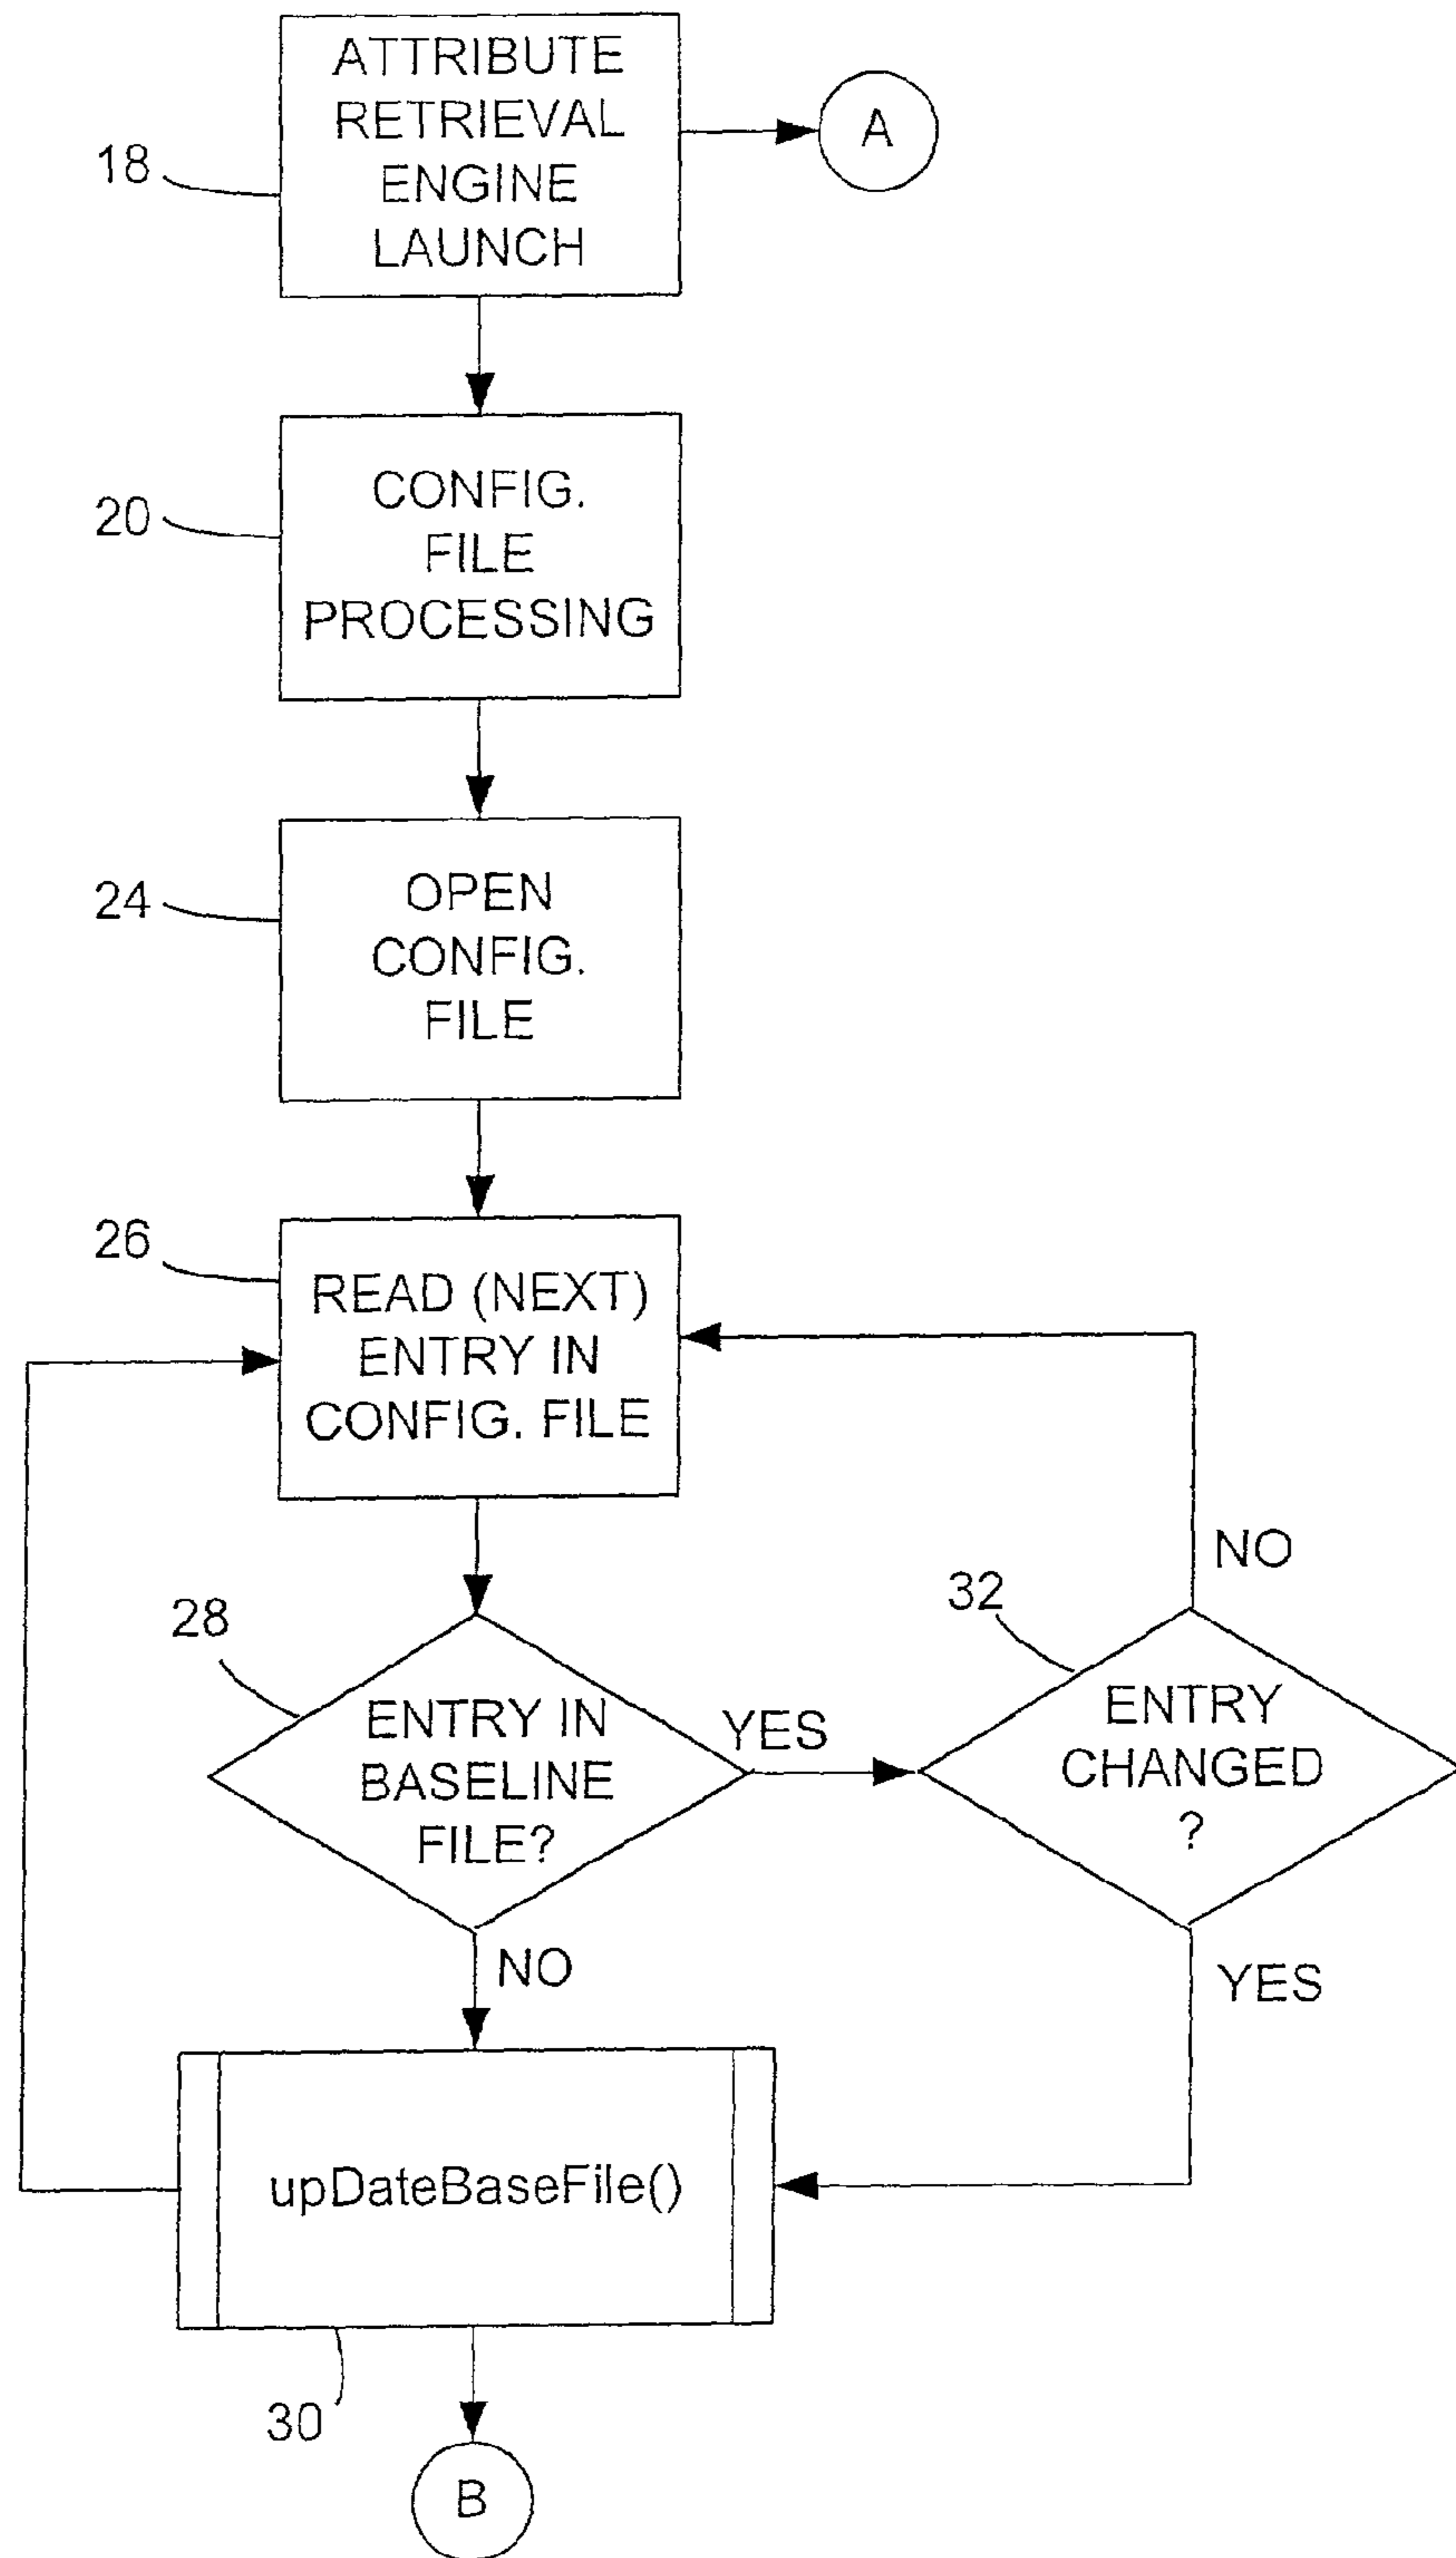 ATTRIBUTE
RETRIEVAL
ENGINE
LAUNCH
A
18
CONFIG.
FILE
PROCESSING
20
OPEN
CONFIG.
FILE
24
26
READ (NEXT)
ENTRY IN
CONFIG. FILE
NO
28
32
ENTRY IN
BASELINE
FILE?
YES
ENTRY
CHANGED
?
NO
YES
upDateBaseFile()
30
B